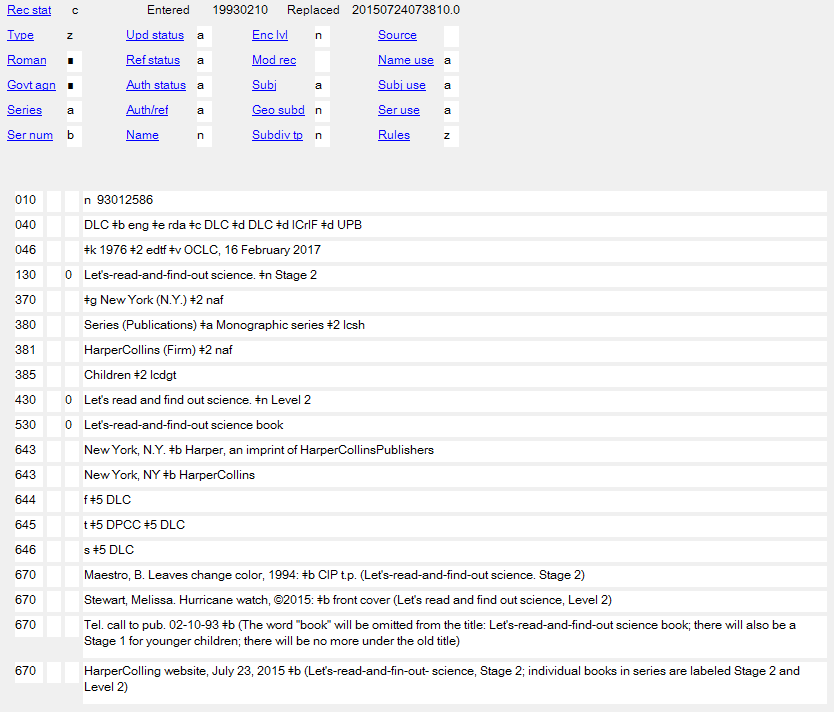 Rec stat c Entered 19930210 Replaced 20150724073810.0
Type z Upd status a Enc lvl n Source
Roman ■ Ref status a Mod rec Name use a
Govt agn ■ Auth status a Subj a Subj use a
Series a Auth/ref a Geo subd n Ser use a
Ser num b Name n Subdiv tp n Rules z
010 n 93012586
040 DLC ǂb eng ǂe rda ǂc DLC ǂd DLC ǂd ICrlF ǂd UPB
046 ǂk 1976 ǂ2 edtf ǂv OCLC, 16 February 2017
130 0 Let's-read-and-find-out science. ǂn Stage 2
370 ǂg New York (N.Y.) ǂ2 naf
380 Series (Publications) ǂa Monographic series ǂ2 lcsh
381 HarperCollins (Firm) ǂ2 naf
385 Children ǂ2 lcdgt
430 0 Let's read and find out science. ǂn Level 2
530 0 Let's-read-and-find-out science book
643 New York, N.Y. ǂb Harper, an imprint of HarperCollinsPublishers
643 New York, NY ǂb HarperCollins
644 f ǂ5 DLC
645 t ǂ5 DPCC ǂ5 DLC
646 s ǂ5 DLC
670 Maestro, B. Leaves change color, 1994: ǂb CIP t.p. (Let's-read-and-find-out science. Stage 2)
670 Stewart, Melissa. Hurricane watch, ©2015: ǂb front cover (Let's read and find out science, Level 2)
670 Tel. call to pub. 02-10-93 ǂb (The word "book" will be omitted from the title: Let's-read-and-find-out science book; there will also be a
Stage 1 for younger children; there will be no more under the old title)
670 HarperColling website, July 23, 2015 ǂb (Let's-read-and-fin-out- science, Stage 2; individual books in series are labeled Stage 2 and
Level 2)